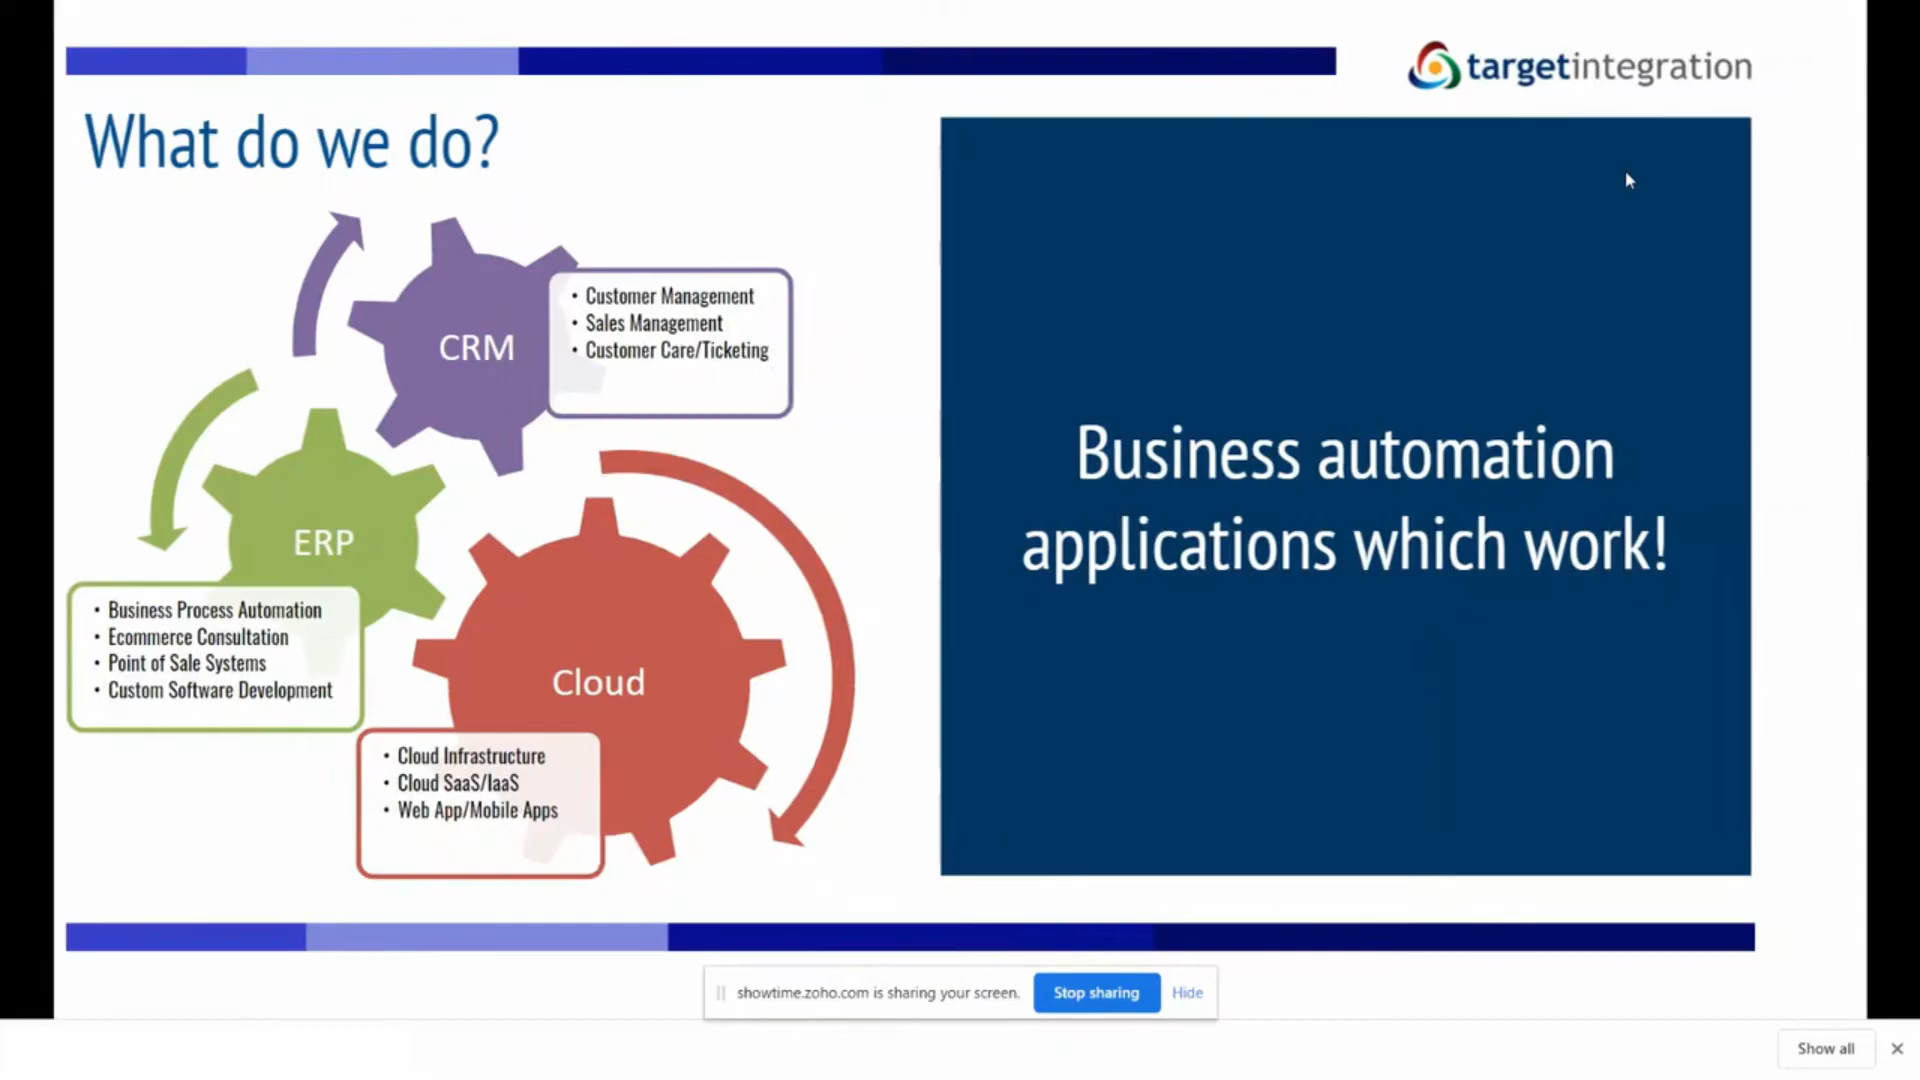 targetintegration
What do we do?
CRM
• Customer Management
• Sales Management
• Customer Care/Ticketing
ERP
• Business Process Automation
• Ecommerce Consultation
• Point of Sale Systems
• Custom Software Development
Cloud
• Cloud Infrastructure
• Cloud SaaS/IaaS
• Web App/Mobile Apps
Business automation
applications which work!
showtime.zoho.com is sharing your screen.
Stop sharing
Hide
Show all